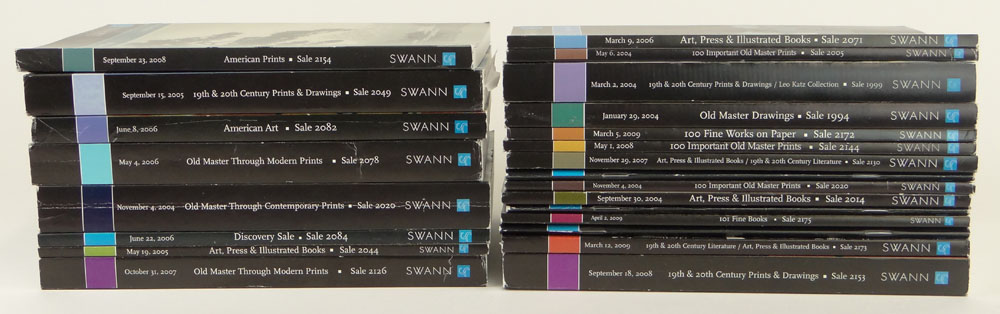 September 23, 2008 American Prints ▪ Sale 2154 SWANN
September 15, 2005 19th & 20th Century Prints & Drawings ▪ Sale 2049 SWANN
June 8, 2006 American Art ▪ Sale 2082 SWANN
May 4, 2006 Old Master Through Modern Prints ▪ Sale 2078 SWANN
November 4, 2004 Old Master Through Contemporary Prints ▪ Sale 2020 SWANN
June 22, 2006 Discovery Sale ▪ Sale 2084 SWANN
May 19, 2005 Art, Press & Illustrated Books ▪ Sale 2044 SWANN
October 31, 2007 Old Master Through Modern Prints ▪ Sale 2126 SWANN
March 9, 2006 Art, Press & Illustrated Books ▪ Sale 2071 SWANN
May 6, 2004 100 Important Old Master Prints ▪ Sale 2005 SWANN
March 2, 2004 19th & 20th Century Prints & Drawings / Leo Katz Collection ▪ Sale 1999 SWANN
January 29, 2004 Old Master Drawings ▪ Sale 1994 SWANN
March 5, 2009 100 Fine Works on Paper ▪ Sale 2172 SWANN
May 1, 2008 100 Important Old Master Prints ▪ Sale 2144 SWANN
November 29, 2007 Art, Press & Illustrated Books / 19th & 20th Century Literature ▪ Sale 2130 SWANN
November 4, 2004 100 Important Old Master Prints ▪ Sale 2020 SWANN
September 30, 2004 Art, Press & Illustrated Books ▪ Sale 2014 SWANN
April 2, 2009 101 Fine Books ▪ Sale 2175 SWANN
March 12, 2009 19th & 20th Century Literature / Art, Press & Illustrated Books ▪ Sale 2173 SWANN
September 18, 2008 19th & 20th Century Prints & Drawings ▪ Sale 2153 SWANN